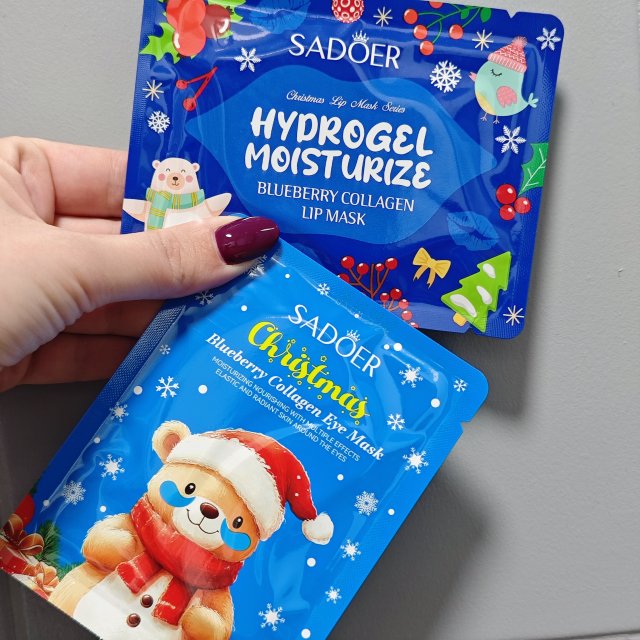 SADOER
Christmas Lip Mask Series
HYDROGEL
MOISTURIZE
BLUEBERRY COLLAGEN
LIP MASK
SADOER
Christmas
Blueberry Collagen Eye Mask
MOISTURIZING NOURISHING WITH MULTIPLE EFFECTS
ELASTIC AND RADIANT SKIN AROUND THE EYES